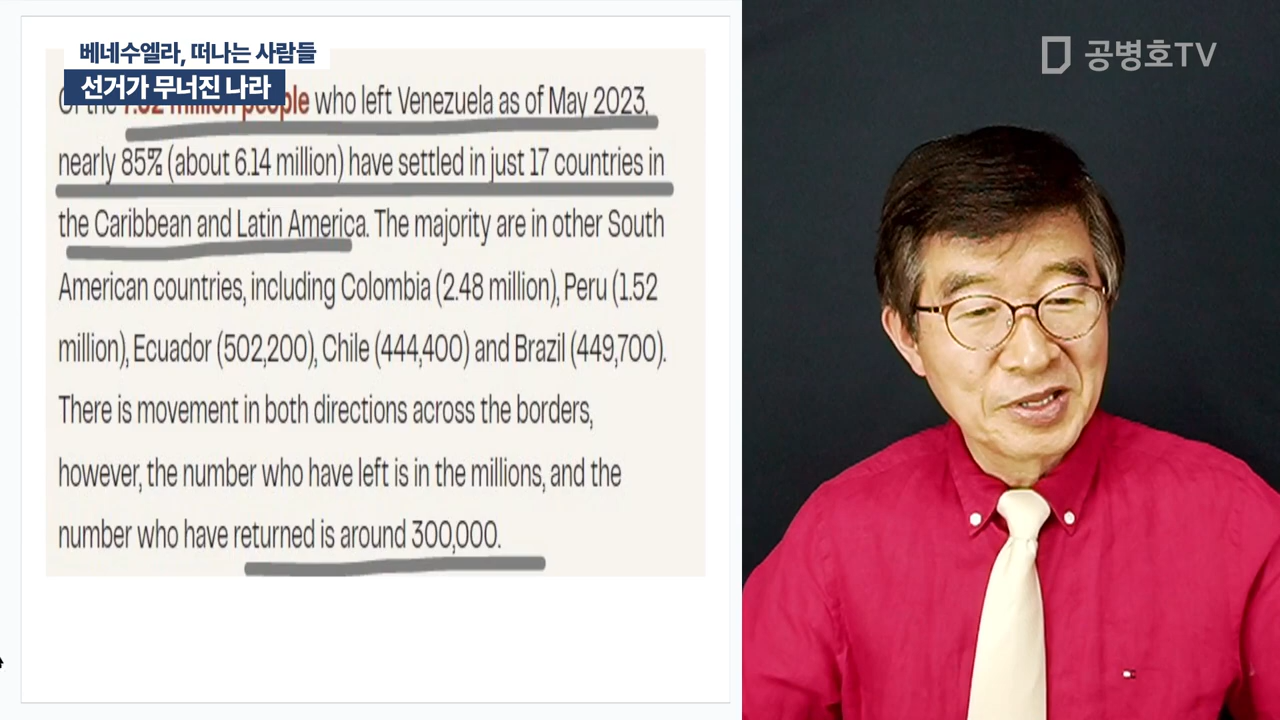 베네수엘라, 떠나는 사람들
선거가 무너진 나라
공병호TV
people who left Venezuela as of May 2023,
nearly 85% (about 6.14 million) have settled in just 17 countries in
the Caribbean and Latin America. The majority are in other South
American countries, including Colombia (2.48 million), Peru (1.52
million), Ecuador (502,200), Chile (444,400) and Brazil (449,700).
There is movement in both directions across the borders,
however, the number who have left is in the millions, and the
number who have returned is around 300,000.